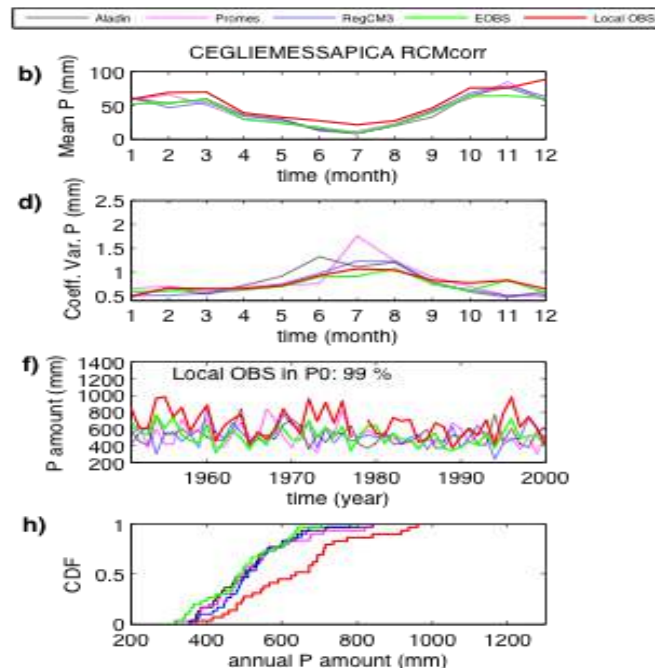 Aladin Promes RegCM3 EOBS Local OBS
CEGLIEMESSAPICA RCMcorr
b)
Mean P (mm)
100
50
0
1 2 3 4 5 6 7 8 9 10 11 12
time (month)
d)
Coeff. Var. P (mm)
2.5
2
1.5
1
0.5
1 2 3 4 5 6 7 8 9 10 11 12
time (month)
f)
P amount (mm)
1400
1200
1000
800
600
400
200
Local OBS in P0: 99 %
1960 1970 1980 1990 2000
time (year)
h)
CDF
1
0.5
0
200 400 600 800 1000 1200
annual P amount (mm)